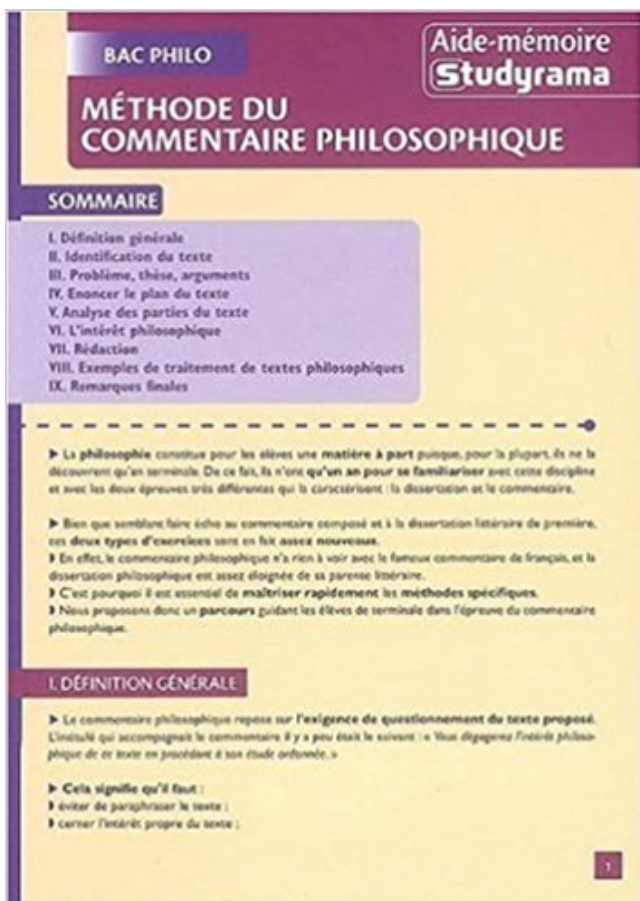 BAC PHILO
Aide-mémoire
Studyrama
MÉTHODE DU
COMMENTAIRE PHILOSOPHIQUE
SOMMAIRE
I. Définition générale
II. Identification du texte
III. Problème, thèse, arguments
IV. Enoncer le plan du texte
V. Analyse des parties du texte
VI. L'intérêt philosophique
VII. Rédaction
VIII. Exemples de traitement de textes philosophiques
IX. Remarques finales
▶ La philosophie constitue pour les élèves une matière à part puisque, pour la plupart, ils ne la
découvrent qu'en terminale. De ce fait, ils n'ont qu'un an pour se familiariser avec cette discipline
et avec les deux épreuves très différentes qui la caractérisent : la dissertation et le commentaire.
▶ Bien que semblant faire écho au commentaire composé et à la dissertation littéraire de première,
ces deux types d'exercices sont en fait assez nouveaux.
▶ En effet, le commentaire philosophique n'a rien à voir avec le fameux commentaire de français, et la
dissertation philosophique est assez éloignée de sa parente littéraire.
▶ C'est pourquoi il est essentiel de maîtriser rapidement les méthodes spécifiques.
▶ Nous proposons donc un parcours guidant les élèves de terminale dans l'épreuve du commentaire
philosophique.
I. DÉFINITION GÉNÉRALE
▶ Le commentaire philosophique repose sur l'exigence de questionnement du texte proposé.
L'intitulé qui accompagnait le commentaire il y a peu était le suivant : « Vous dégagerez l'intérêt philoso-
phique de ce texte en procédant à son étude ordonnée. »
▶ Cela signifie qu'il faut :
▶ éviter de paraphraser le texte ;
▶ cerner l'intérêt propre du texte ;
1